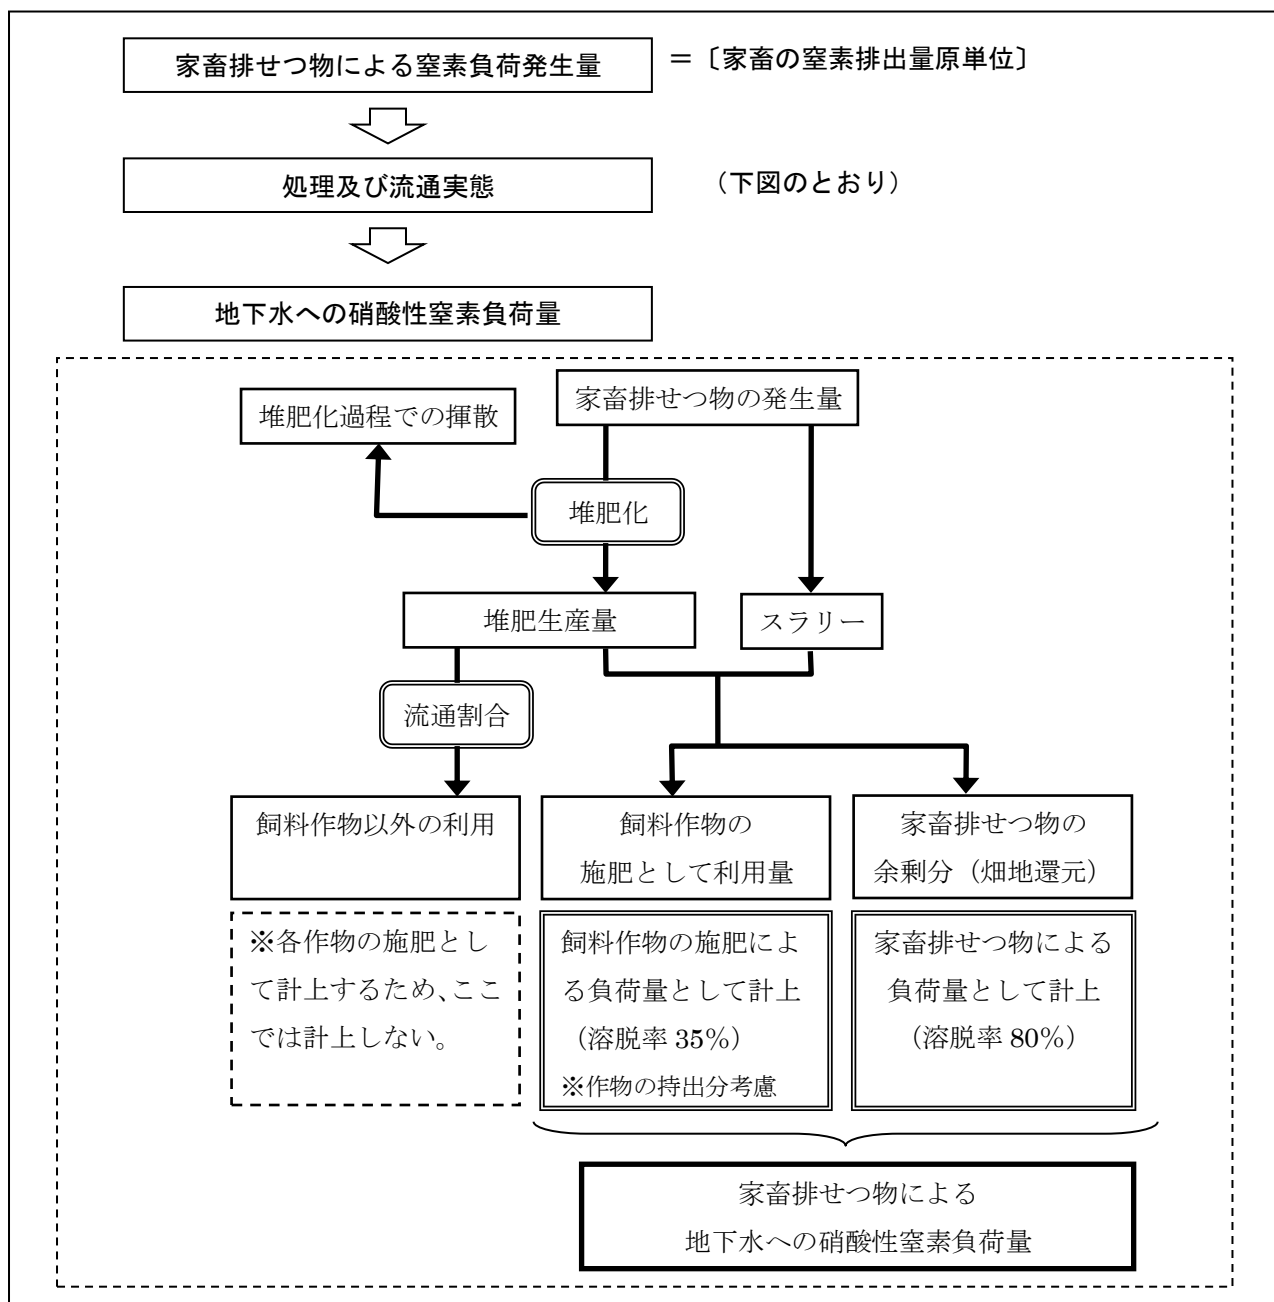 家畜排せつ物による窒素負荷発生量
＝〔家畜の窒素排出量原単位〕
処理及び流通実態
（下図のとおり）
地下水への硝酸性窒素負荷量
家畜排せつ物の発生量
堆肥化過程での揮散
堆肥化
堆肥生産量
スラリー
流通割合
飼料作物以外の利用
飼料作物の
施肥として利用量
家畜排せつ物の
余剰分（畑地還元）
※各作物の施肥とし
て計上するため、ここ
では計上しない。
飼料作物の施肥によ
る負荷量として計上
（溶脱率 35％）
※作物の持出分考慮
家畜排せつ物による
負荷量として計上
（溶脱率 80％）
家畜排せつ物による
地下水への硝酸性窒素負荷量